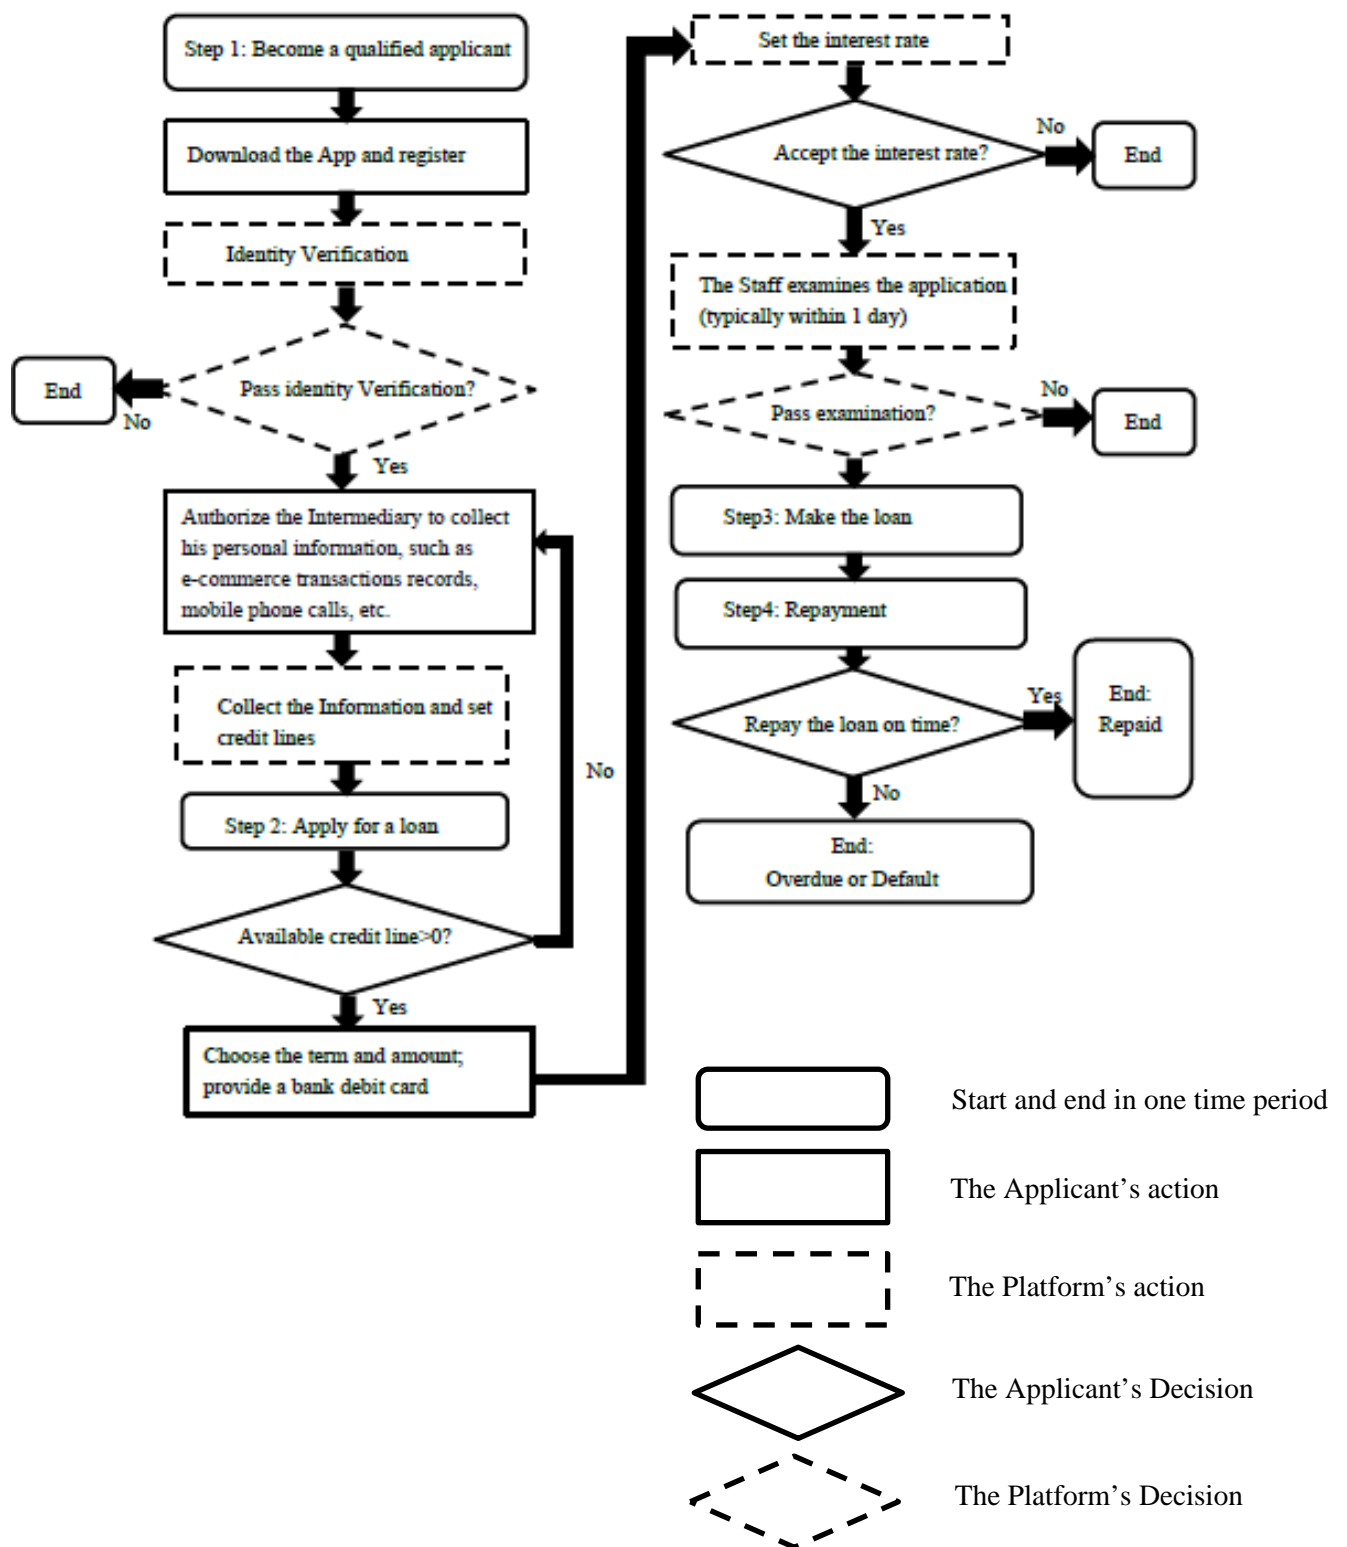 Step 1: Become a qualified applicant
Download the App and register
Identity Verification
Pass identity Verification?
No
End
Yes
Authorize the Intermediary to collect
his personal information, such as
e-commerce transactions records,
mobile phone calls, etc.
Collect the Information and set
credit lines
Step 2: Apply for a loan
Available credit line>0?
No
Yes
Choose the term and amount;
provide a bank debit card
Set the interest rate
Accept the interest rate?
No
End
Yes
The Staff examines the application
(typically within 1 day)
Pass examination?
No
End
Step3: Make the loan
Step4: Repayment
Repay the loan on time?
Yes
End:
Repaid
No
End:
Overdue or Default
Start and end in one time period
The Applicant’s action
The Platform’s action
The Applicant’s Decision
The Platform’s Decision